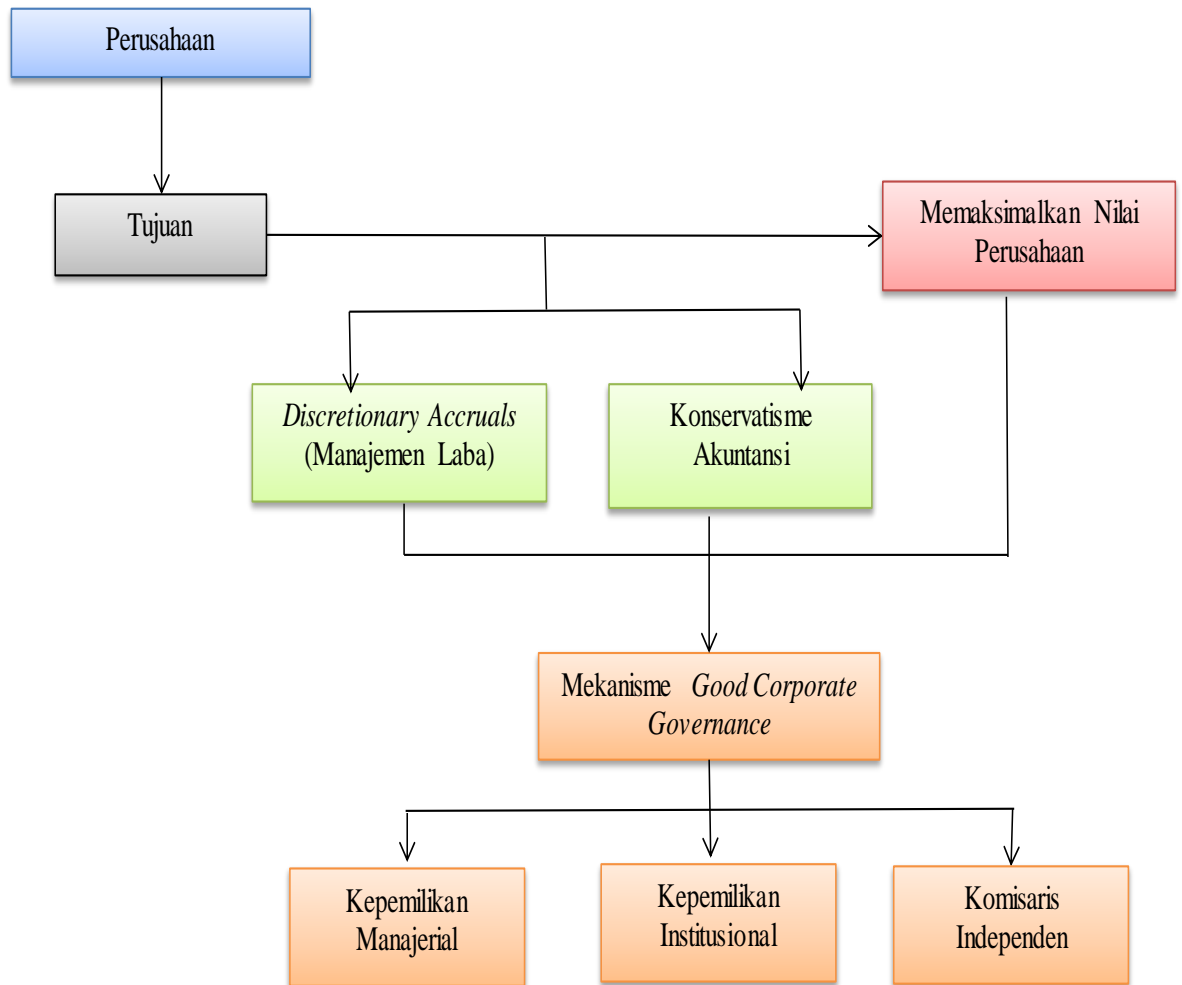 Perusahaan
Tujuan
Memaksimalkan Nilai
Perusahaan
Discretionary Accruals
(Manajemen Laba)
Konservatisme
Akuntansi
Mekanisme Good Corporate
Governance
Kepemilikan
Manajerial
Kepemilikan
Institusional
Komisaris
Independen